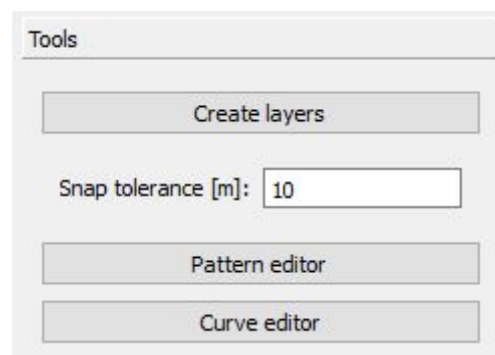 Tools
Create layers
Snap tolerance [m]: 10
Pattern editor
Curve editor